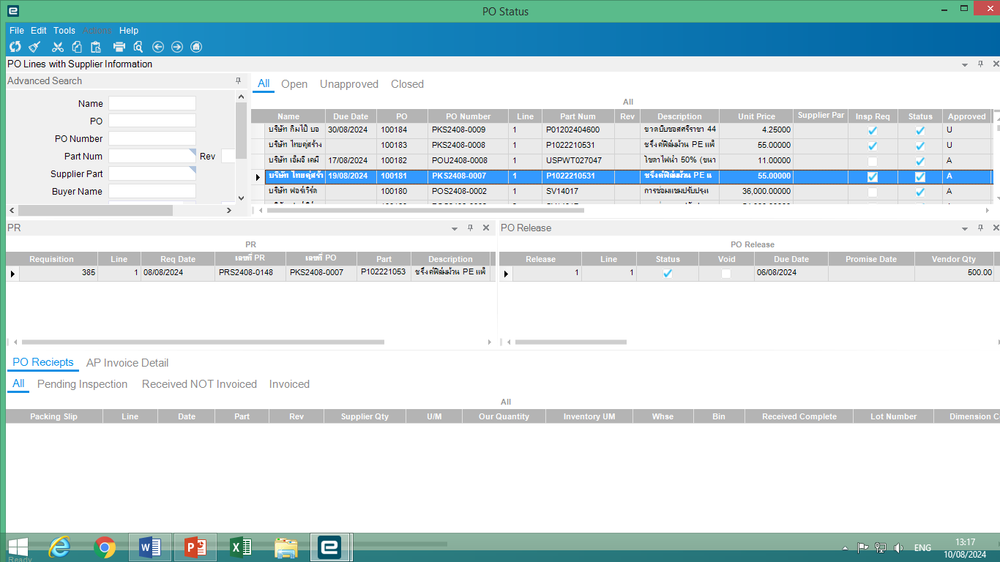 PO Status
File Edit Tools Actions Help
PO Lines with Supplier Information
Advanced Search
Name
PO
PO Number
Part Num Rev
Supplier Part
Buyer Name
All Open Unapproved Closed
All
Name Due Date PO PO Number Line Part Num Rev Description Unit Price Supplier Par Insp Req Status Approved
บริษัท กิมไป๊ บอ 30/08/2024 100184 PKS2408-0009 1 P01202404600 ขวดบีบซอสศรีราชา 44 4.25000 U
บริษัท ไทยคุ่สร้าง 100183 PKS2408-0008 1 P1022210531 ชริ้งค์ฟิล์มม้วน PE แพ็ 55.00000 U
บริษัท เอ็มจี เคมี 17/08/2024 100182 POU2408-0008 1 USPWT027047 โซดาไฟน้ำ 50% (ขนา 11.00000 A
บริษัท ไทยคุ่สร้า 19/08/2024 100181 PKS2408-0007 1 P1022210531 ชริ้งค์ฟิล์มม้วน PE แ 55.00000 A
บริษัท ฟอร์เวิร์ด 100180 POS2408-0002 1 SV14017 การซ่อมแซมปรับปรุง 36,000.00000 A
PR
PR
Requisition Line Req Date เลขที่ PR เลขที่ PO Part Description
385 1 08/08/2024 PRS2408-0148 PKS2408-0007 P102221053 ชริ้งค์ฟิล์มม้วน PE แพ็
PO Release
PO Release
Release Line Status Void Due Date Promise Date Vendor Qty
1 1 06/08/2024 500.00
PO Reciepts AP Invoice Detail
All Pending Inspection Received NOT Invoiced Invoiced
All
Packing Slip Line Date Part Rev Supplier Qty U/M Our Quantity Inventory UM Whse Bin Received Complete Lot Number Dimension C
Ready
ENG
13:17
10/08/2024